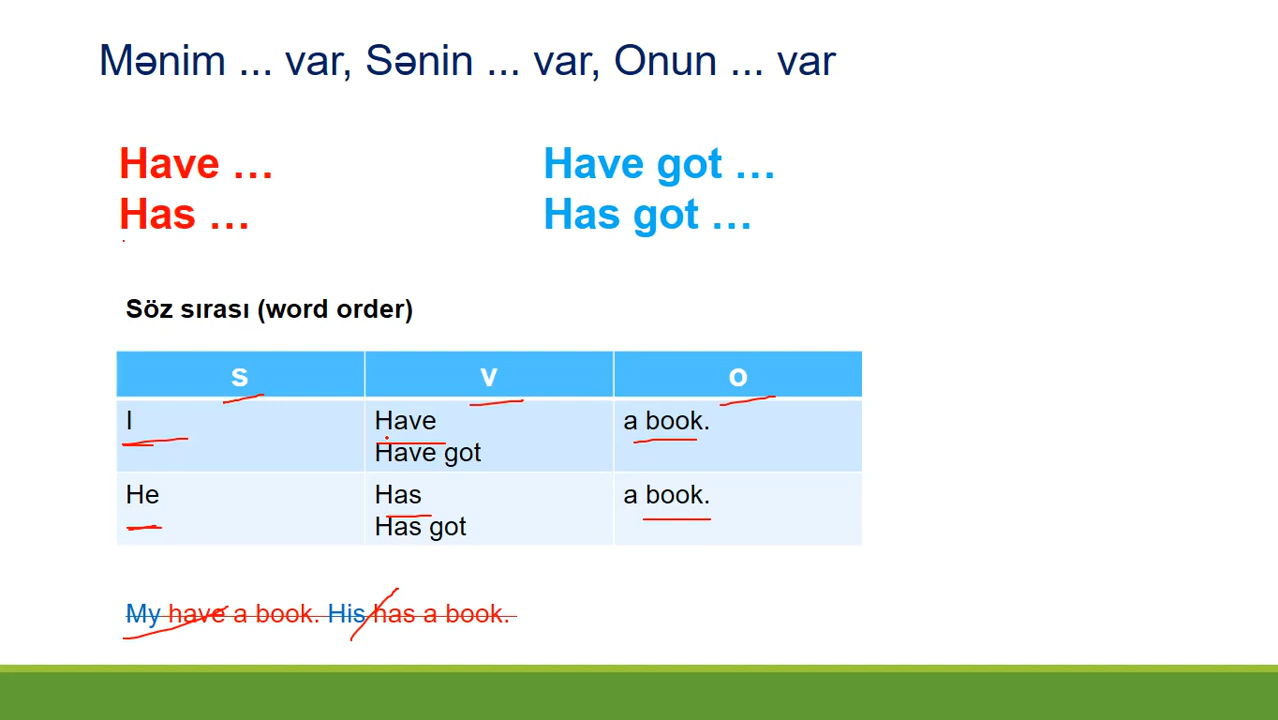 Mənim ... var, Sənin ... var, Onun ... var
Have … Have got …
Has … Has got …
Söz sırası (word order)
s v o
I Have a book.
Have got
He Has a book.
Has got
My have a book. His has a book.